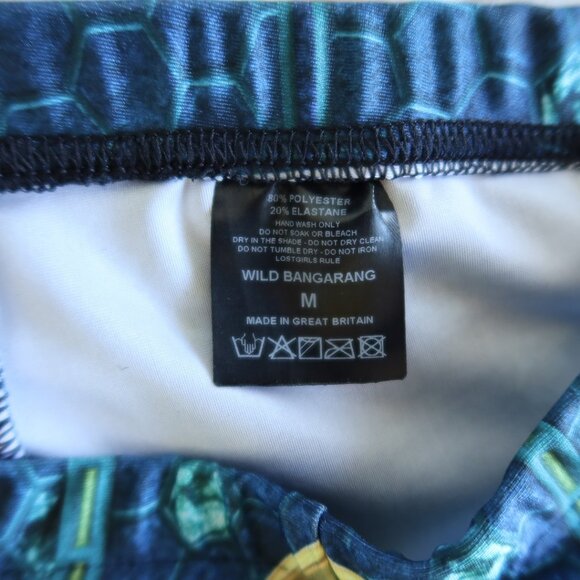 80% POLYESTER
20% ELASTANE
HAND WASH ONLY
DO NOT SOAK OR BLEACH
DRY IN THE SHADE - DO NOT DRY CLEAN
DO NOT TUMBLE DRY - DO NOT IRON
LOSTGIRLS RULE
WILD BANGARANG
M
MADE IN GREAT BRITAIN